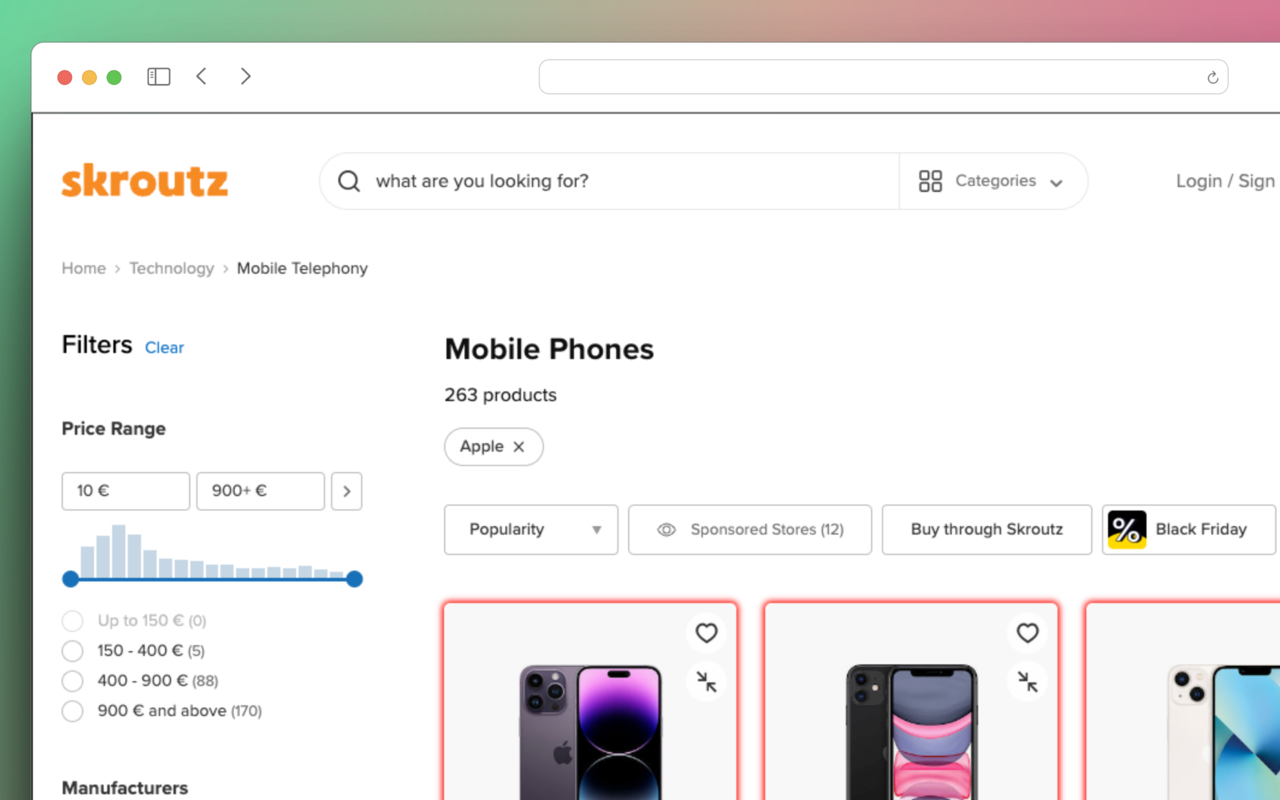 skroutz
what are you looking for?
Categories
Login / Sign
Home > Technology > Mobile Telephony
Filters Clear
Price Range
10 €
900+ €
Up to 150 € (0)
150 - 400 € (5)
400 - 900 € (88)
900 € and above (170)
Manufacturers
Mobile Phones
263 products
Apple ×
Popularity
Sponsored Stores (12)
Buy through Skroutz
% Black Friday